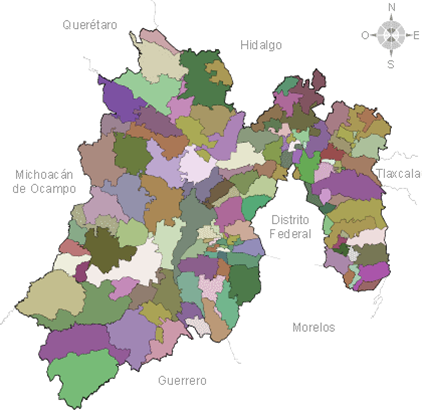 Querétaro
N
Hidalgo
O
E
S
Michoacán
de Ocampo
Tlaxcala
Distrito
Federal
Morelos
Guerrero